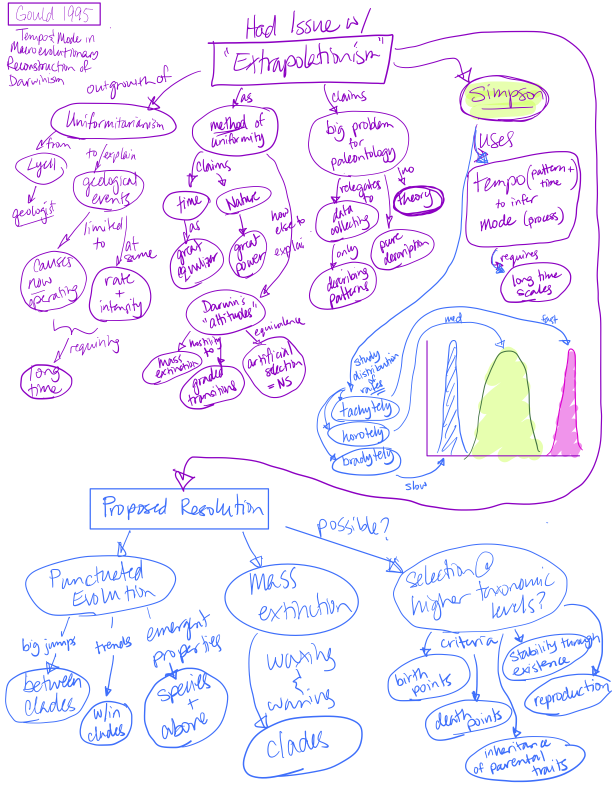 Gould 1995
Tempo & Mode in
Macroevolutionary
Reconstruction of
Darwinism
Had Issue w/
"Extrapolationism"
outgrowth of
Uniformitarianism
from
Lyell
geologist
to/explain
geological
events
limited
to
causes
now
operating
at
same
rate
+
intensity
requiring
long
time
as
method of
uniformity
claims
time
as
great
equalizer
Nature
great
power
how
else to
explain
Darwin's
"attitudes"
mass
extinction
hostility
to
graded
transitions
equivalence
artificial
selection
= NS
claims
big problem
for
paleontology
relegates
to
data
collecting
only
describing
patterns
no
theory
pure
description
Simpson
uses
tempo (pattern +
time)
to infer
mode (process)
requires
long time
scales
study
distribution
of
rates
tachytely
horotely
bradytely
slow
med
fast
Proposed Resolution
possible?
Punctuated
Evolution
big jumps
between
clades
trends
w/in
clades
emergent
properties
species
+
above
Mass
extinction
waxing
&
waning
clades
selection @
higher taxonomic
levels?
criteria
birth
points
death
points
inheritance
of parental
traits
stability through
existence
reproduction